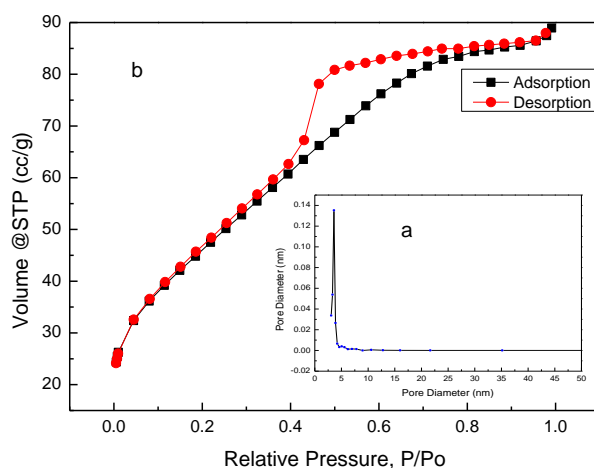 90
80
70
60
50
40
30
20
Volume @STP (cc/g)
b
Adsorption
Desorption
a
0.14
0.12
0.10
0.08
0.06
0.04
0.02
0.00
-0.02
Pore Diameter (nm)
0 5 10 15 20 25 30 35 40 45 50
Pore Diameter (nm)
0.0 0.2 0.4 0.6 0.8 1.0
Relative Pressure, P/Po